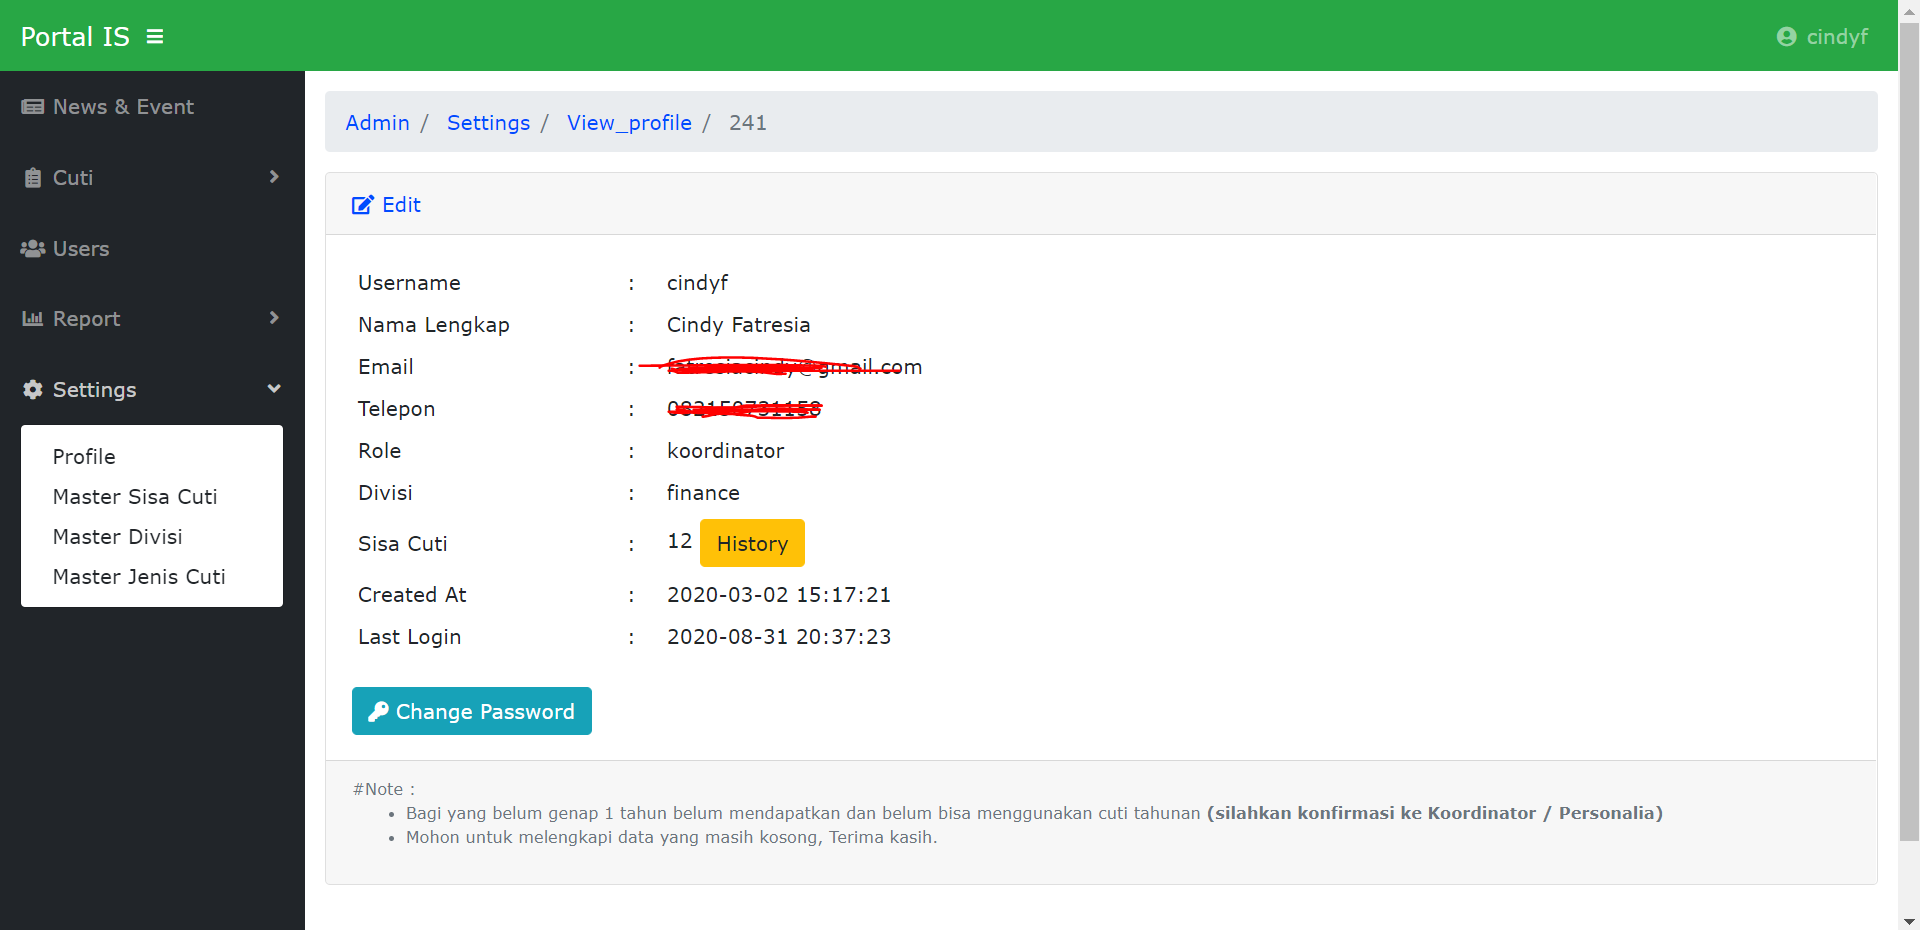 Portal IS
cindyf
News & Event
Cuti
Users
Report
Settings
Profile
Master Sisa Cuti
Master Divisi
Master Jenis Cuti
Admin / Settings / View_profile / 241
Edit
Username : cindyf
Nama Lengkap : Cindy Fatresia
Email :
Telepon :
Role : koordinator
Divisi : finance
Sisa Cuti : 12 History
Created At : 2020-03-02 15:17:21
Last Login : 2020-08-31 20:37:23
Change Password
#Note :
• Bagi yang belum genap 1 tahun belum mendapatkan dan belum bisa menggunakan cuti tahunan (silahkan konfirmasi ke Koordinator / Personalia)
• Mohon untuk melengkapi data yang masih kosong, Terima kasih.